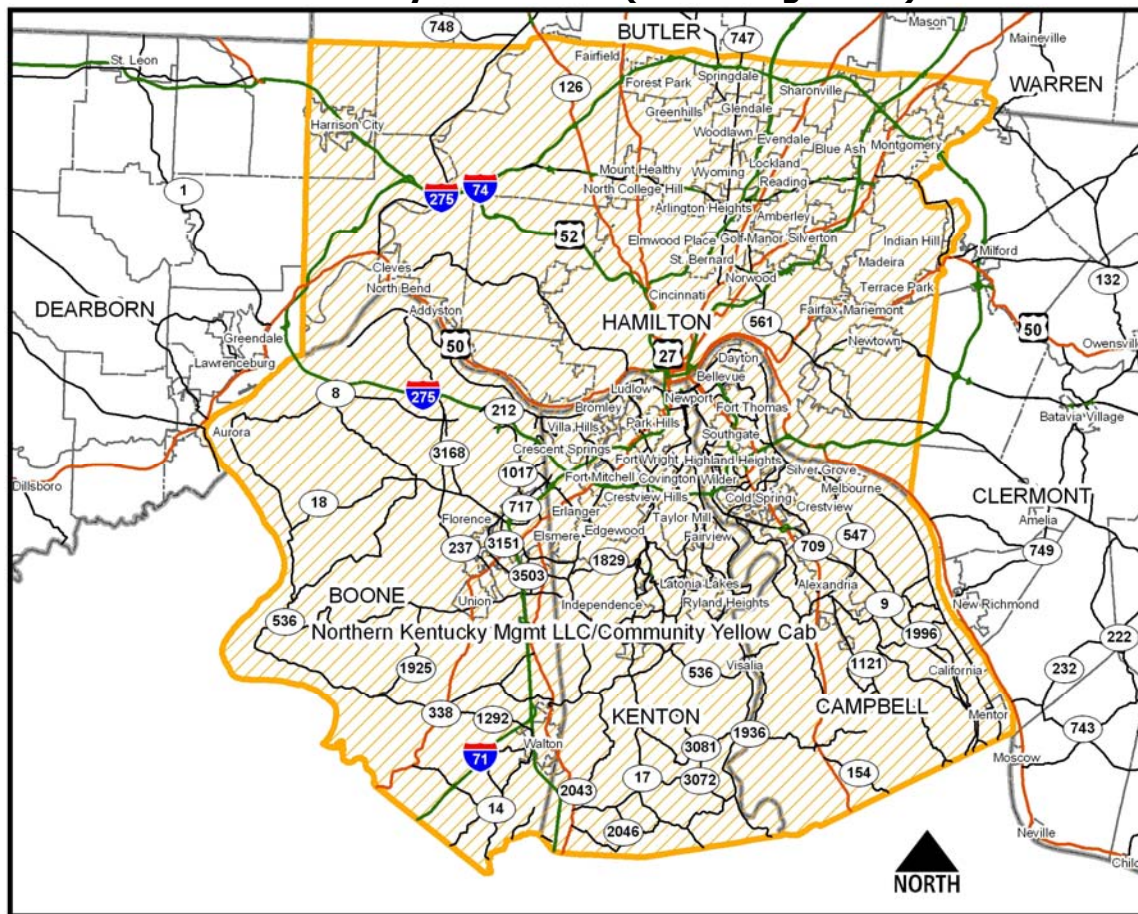 748
BUTLER
747
Mason
Maineville
St. Leon
Fairfield
126
Forest Park
Springdale
Sharonville
WARREN
Greenhills
Glendale
Harrison City
Woodlawn
Evendale
Blue Ash
Montgomery
Mount Healthy
Wyoming
Lockland
Reading
1
275
74
North College Hill
Arlington Heights
Amberley
52
Elmwood Place
Golf Manor
Silverton
Indian Hill
Milford
St. Bernard
Madeira
Cleves
North Bend
Norwood
Terrace Park
132
DEARBORN
Addyston
Cincinnati
Fairfax
Mariemont
HAMILTON
561
50
Greendale
50
Newtown
Owensville
Lawrenceburg
27
Dayton
Bellevue
275
8
Ludlow
Newport
212
Bromley
Fort Thomas
Batavia Village
Aurora
Villa Hills
Park Hills
Southgate
3168
Crescent Springs
Fort Wright
Highland Heights
Silver Grove
1017
Fort Mitchell
Covington
Wilder
Melbourne
Dillsboro
18
717
Crestview Hills
Cold Spring
Crestview
CLERMONT
Florence
Erlanger
Taylor Mill
Amelia
237
3151
Elsmere
Edgewood
Fairview
709
547
749
3503
1829
BOONE
Latonia Lakes
Alexandria
Union
Independence
Ryland Heights
9
New Richmond
536
Northern Kentucky Mgmt LLC/Community Yellow Cab
1996
222
1925
536
Visalia
1121
California
232
338
1292
KENTON
CAMPBELL
Mentor
743
71
Walton
3081
1936
Moscow
17
3072
154
14
2043
2046
Neville
NORTH